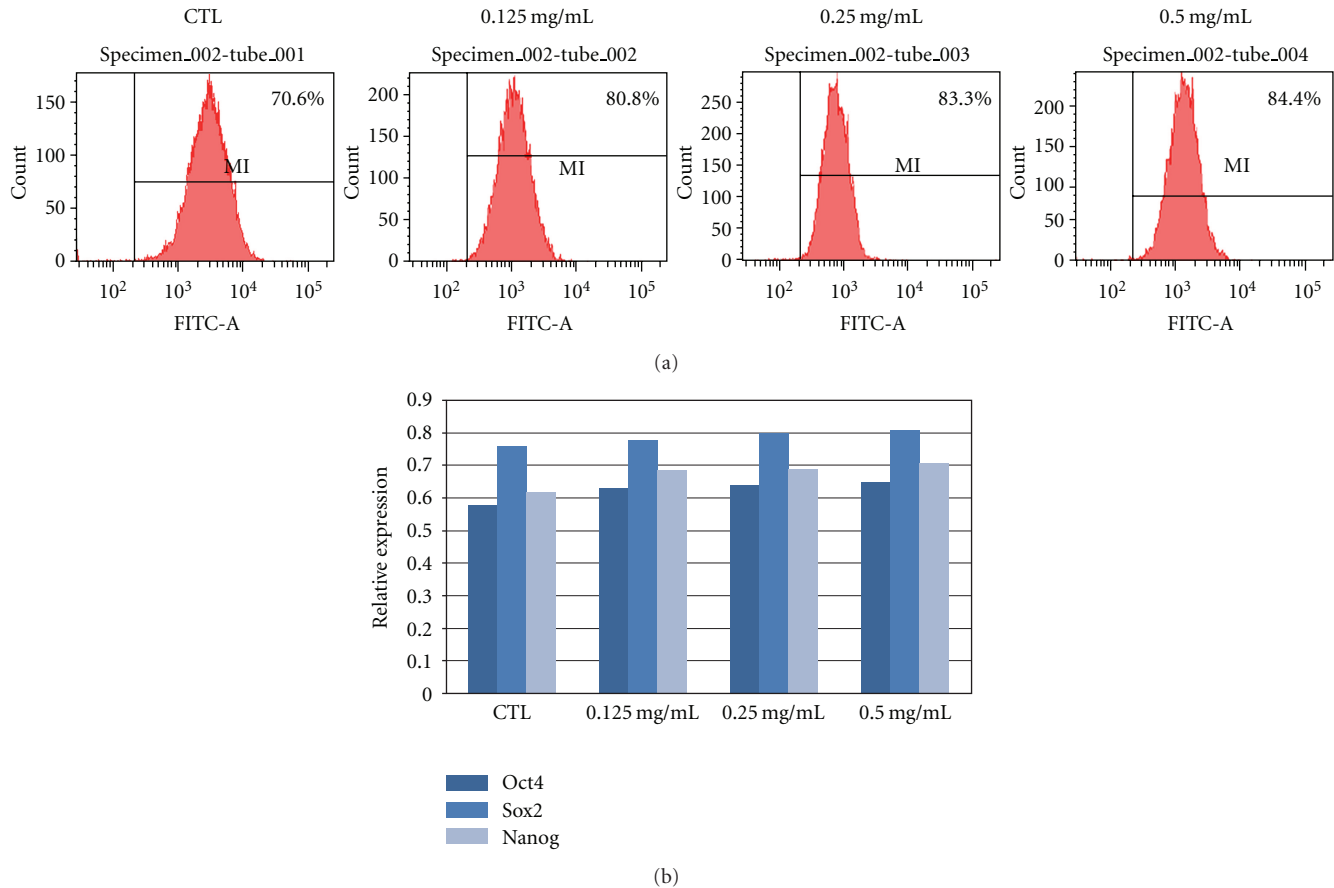 CTL
0.125 mg/mL
0.25 mg/mL
0.5 mg/mL
Specimen_002-tube_001
Specimen_002-tube_002
Specimen_002-tube_003
Specimen_002-tube_004
150
100
50
0
Count
70.6%
MI
10²
10³
10⁴
10⁵
FITC-A
200
150
100
50
0
Count
80.8%
MI
10²
10³
10⁴
10⁵
FITC-A
250
200
150
100
50
0
Count
83.3%
MI
10²
10³
10⁴
10⁵
FITC-A
200
150
100
50
0
Count
84.4%
MI
10²
10³
10⁴
10⁵
FITC-A
(a)
0.9
0.8
0.7
0.6
0.5
0.4
0.3
0.2
0.1
0
Relative expression
CTL
0.125 mg/mL
0.25 mg/mL
0.5 mg/mL
Oct4
Sox2
Nanog
(b)